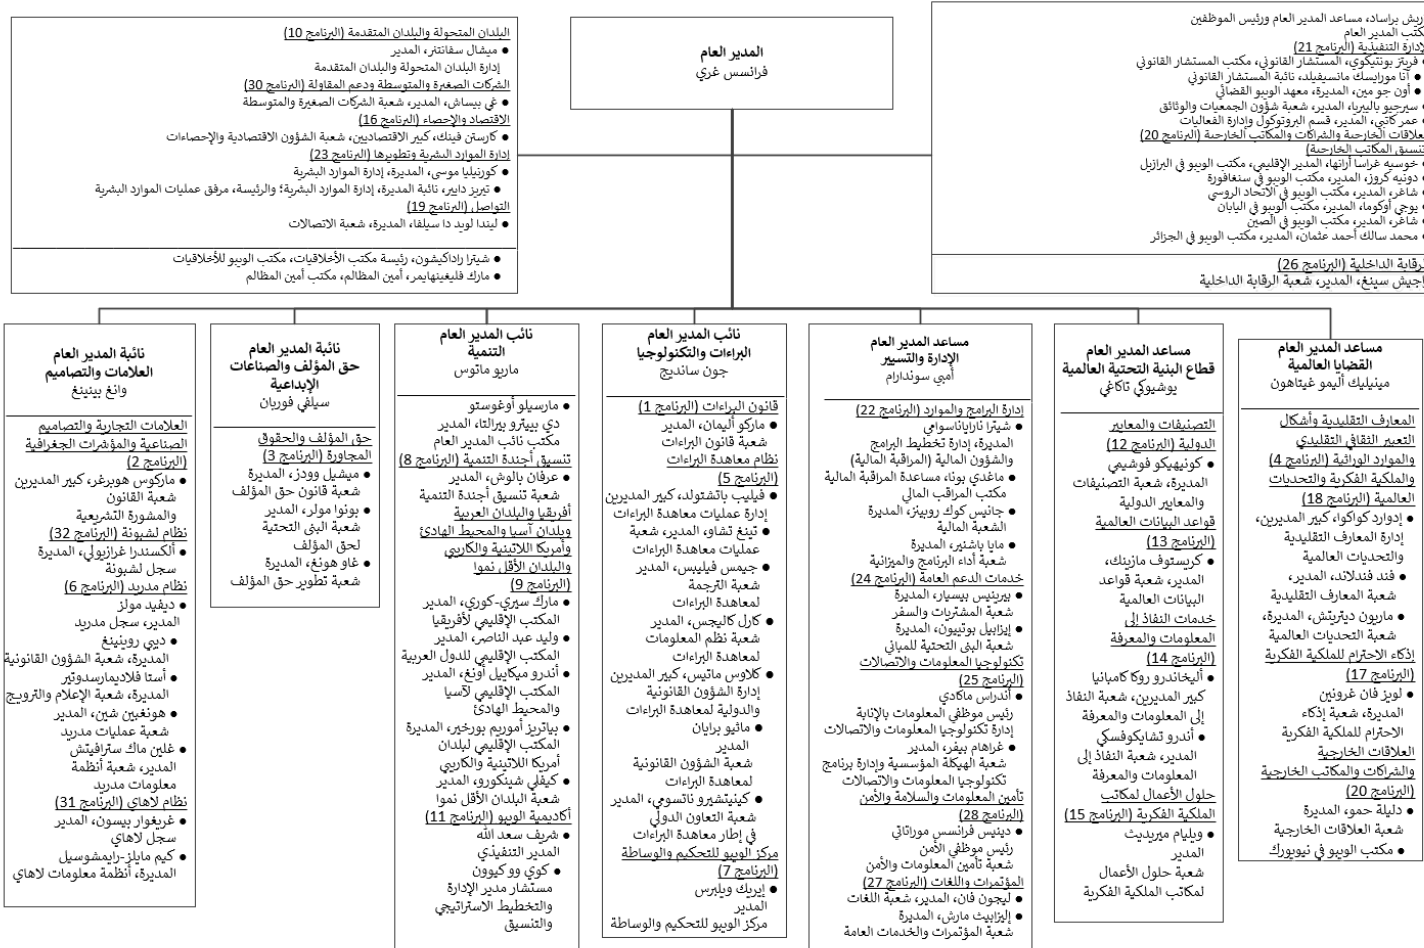 المدير العام
فرانسس غري
ريش براساد، مساعد المدير العام ورئيس الموظفين
كتب المدير العام
لإدارة التنفيذية (البرنامج 21)
فريتز بونتيكوي، المستشار القانوني، مكتب المستشار القانوني
● أنا مورايسك مانسيفيلد، نائبة المستشار القانوني
● أون جو مين، المديرة، معهد الويبو القضائي
سيرجيو باليبريا، المدير، شعبة شؤون الجمعيات والوثائق
عمر كاتبي، المدير، قسم البروتوكول وإدارة الفعاليات
علاقات الخارجية والشراكات والمكاتب الخارجية (البرنامج 20)
تنسيق المكاتب الخارجية)
خوسيه غراسا أرانها، المدير الإقليمي، مكتب الويبو في البرازيل
دونيه كروز، المدير، مكتب الويبو في سنغافورة
شاغر، المدير، مكتب الويبو في الاتحاد الروسي
يوجي أوكوما، المدير، مكتب الويبو في اليابان
شاغر، المدير، مكتب الويبو في الصين
محمد سالك أحمد عثمان، المدير، مكتب الويبو في الجزائر
رقابة الداخلية (البرنامج 26)
إجيش سينغ، المدير، شعبة الرقابة الداخلية
البلدان المتحولة والبلدان المتقدمة (البرنامج 10)
● ميشال سفانتنر، المدير
إدارة البلدان المتحولة والبلدان المتقدمة
الشركات الصغيرة والمتوسطة ودعم المقاولة (البرنامج 30)
● غي بيساش، المدير، شعبة الشركات الصغيرة والمتوسطة
الاقتصاد والإحصاء (البرنامج 16)
● كارستن فينك، كبير الاقتصاديين، شعبة الشؤون الاقتصادية والإحصاءات
إدارة الموارد البشرية وتطويرها (البرنامج 23)
● كورنيليا موسى، المديرة، إدارة الموارد البشرية
● تيريز دايير، نائبة المديرة، إدارة الموارد البشرية؛ والرئيسة، مرفق عمليات الموارد البشرية
التواصل (البرنامج 19)
● ليندا لويد دا سيلفا، المديرة، شعبة الاتصالات
● شيترا راداكيشون، رئيسة مكتب الأخلاقيات، مكتب الويبو للأخلاقيات
● مارك فليغينهايمر، أمين المظالم، مكتب أمين المظالم
مساعد المدير العام
القضايا العالمية
مينيليك أليمو غيتاهون
المعارف التقليدية وأشكال
التعبير الثقافي التقليدي
والموارد الوراثية (البرنامج 4)
والملكية الفكرية والتحديات
العالمية (البرنامج 18)
● إدوارد كواكوا، كبير المديرين،
إدارة المعارف التقليدية
والتحديات العالمية
● فند فندلاند، المدير،
شعبة المعارف التقليدية
● ماريون ديتريتش، المديرة،
شعبة التحديات العالمية
إذكاء الاحترام للملكية الفكرية
(البرنامج 17)
● لويز فان غرونين
المديرة، شعبة إذكاء
الاحترام للملكية الفكرية
العلاقات الخارجية
والشراكات والمكاتب الخارجية
(البرنامج 20)
● دليلة حمو، المديرة
شعبة العلاقات الخارجية
● مكتب الويبو في نيويورك
مساعد المدير العام
قطاع البنية التحتية العالمية
يوشيوكي تاكاغي
التصنيفات والمعايير
الدولية (البرنامج 12)
● كونيهيكو فوشيمي
المديرة، شعبة التصنيفات
والمعايير الدولية
قواعد البيانات العالمية
(البرنامج 13)
● كريستوف مازينك،
المدير، شعبة قواعد
البيانات العالمية
خدمات النفاذ إلى
المعلومات والمعرفة
(البرنامج 14)
● أليخاندرو روكا كامبانيا
كبير المديرين، شعبة النفاذ
إلى المعلومات والمعرفة
● أندرو تشايكوفسكي
المدير، شعبة النفاذ إلى
المعلومات والمعرفة
حلول الأعمال لمكاتب
الملكية الفكرية (البرنامج 15)
● ويليام ميريديث
المدير
شعبة حلول الأعمال
لمكاتب الملكية الفكرية
مساعد المدير العام
الإدارة والتسيير
أمبي سوندارام
إدارة البرامج والموارد (البرنامج 22)
● شيترا ناراياناسوامي
المديرة، إدارة تخطيط البرامج
والشؤون المالية (المراقبة المالية)
● ماغدي بونا، مساعدة المراقبة المالية
مكتب المراقب المالي
● جانيس كوك روبينز، المديرة
الشعبة المالية
● مايا باشنير، المديرة
شعبة أداء البرنامج والميزانية
خدمات الدعم العامة (البرنامج 24)
● بيرينيس بيسيار، المديرة
شعبة المشتريات والسفر
● إيزابيل بوتييون، المديرة
شعبة البنى التحتية للمباني
تكنولوجيا المعلومات والاتصالات
(البرنامج 25)
● أندراس ماكادي
رئيس موظفي المعلومات بالإنابة
إدارة تكنولوجيا المعلومات والاتصالات
● غراهام بيفر، المدير
شعبة الهيكلة المؤسسية وإدارة برنامج
تكنولوجيا المعلومات والاتصالات
تأمين المعلومات والسلامة والأمن
(البرنامج 28)
● دينيس فرانسس موراتاتي
رئيس موظفي الأمن
شعبة تأمين المعلومات والأمن
المؤتمرات واللغات (البرنامج 27)
● ليجون فان، المدير، شعبة اللغات
● إليزابيث مارش، المديرة
شعبة المؤتمرات والخدمات العامة
نائب المدير العام
البراءات والتكنولوجيا
جون سانديج
قانون البراءات (البرنامج 1)
● ماركو أليمان، المدير
شعبة قانون البراءات
نظام معاهدة البراءات
(البرنامج 5)
● فيليب باتشتولد، كبير المديرين
إدارة عمليات معاهدة البراءات
● تينغ تشاو، المدير، شعبة
عمليات معاهدة البراءات
● جيمس فيليبس، المدير
شعبة الترجمة
لمعاهدة البراءات
● كارل كاليجس، المدير
شعبة نظم المعلومات
لمعاهدة البراءات
● كلاوس ماتيس، كبير المديرين
إدارة الشؤون القانونية
والدولية لمعاهدة البراءات
● ماثيو برايان
المدير
شعبة الشؤون القانونية
لمعاهدة البراءات
● كينيتشيرو ناتسومي، المدير
شعبة التعاون الدولي
في إطار معاهدة البراءات
مركز الويبو للتحكيم والوساطة
(البرنامج 7)
● إيريك ويلبرس
المدير
مركز الويبو للتحكيم والوساطة
نائب المدير العام
التنمية
ماريو ماتوس
● مارسيلو أوغوستو
دي بييترو بيرالتا، المدير
مكتب نائب المدير العام
تنسيق أجندة التنمية (البرنامج 8)
● عرفان بالوش، المدير
شعبة تنسيق أجندة التنمية
أفريقيا والبلدان العربية
وبلدان آسيا والمحيط الهادئ
وأمريكا اللاتينية والكاريبي
والبلدان الأقل نموا
(البرنامج 9)
● مارك سيري-كوري، المدير
المكتب الإقليمي لأفريقيا
● وليد عبد الناصر، المدير
المكتب الإقليمي للدول العربية
● أندرو ميكاييل أونغ، المدير
المكتب الإقليمي لآسيا
والمحيط الهادئ
● بياتريز أموريم بورخير، المديرة
المكتب الإقليمي لبلدان
أمريكا اللاتينية والكاريبي
● كيفلي شينكورو، المدير
شعبة البلدان الأقل نموا
أكاديمية الويبو (البرنامج 11)
● شريف سعد الله
المدير التنفيذي
● كوي وو كيوون
مستشار مدير الإدارة
والتخطيط الاستراتيجي
والتنسيق
نائبة المدير العام
حق المؤلف والصناعات
الإبداعية
سيلفي فوربان
حق المؤلف والحقوق
المجاورة (البرنامج 3)
● ميشيل وودز، المديرة
شعبة قانون حق المؤلف
● بونوا مولر، المدير
شعبة البنى التحتية
لحق المؤلف
● غاو هونغ، المديرة
شعبة تطوير حق المؤلف
نائبة المدير العام
العلامات والتصاميم
وانغ بينينغ
العلامات التجارية والتصاميم
الصناعية والمؤشرات الجغرافية
(البرنامج 2)
● ماركوس هوبرغر، كبير المديرين
شعبة القانون
والمشورة التشريعية
نظام لشبونة (البرنامج 32)
● ألكسندرا غرازيولي، المديرة
سجل لشبونة
نظام مدريد (البرنامج 6)
● ديفيد مولز
المدير، سجل مدريد
● ديبي روينينغ
المديرة، شعبة الشؤون القانونية
● أستا فلاديمارسدوتير
المديرة، شعبة الإعلام والترويج
● هونغبين شين، المدير
شعبة عمليات مدريد
● غلين ماك سترافيتش
المدير، شعبة أنظمة
معلومات مدريد
نظام لاهاي (البرنامج 31)
● غريغوار بيسون، المدير
سجل لاهاي
● كيم مايلز-رايمشوسيل
المديرة، أنظمة معلومات لاهاي